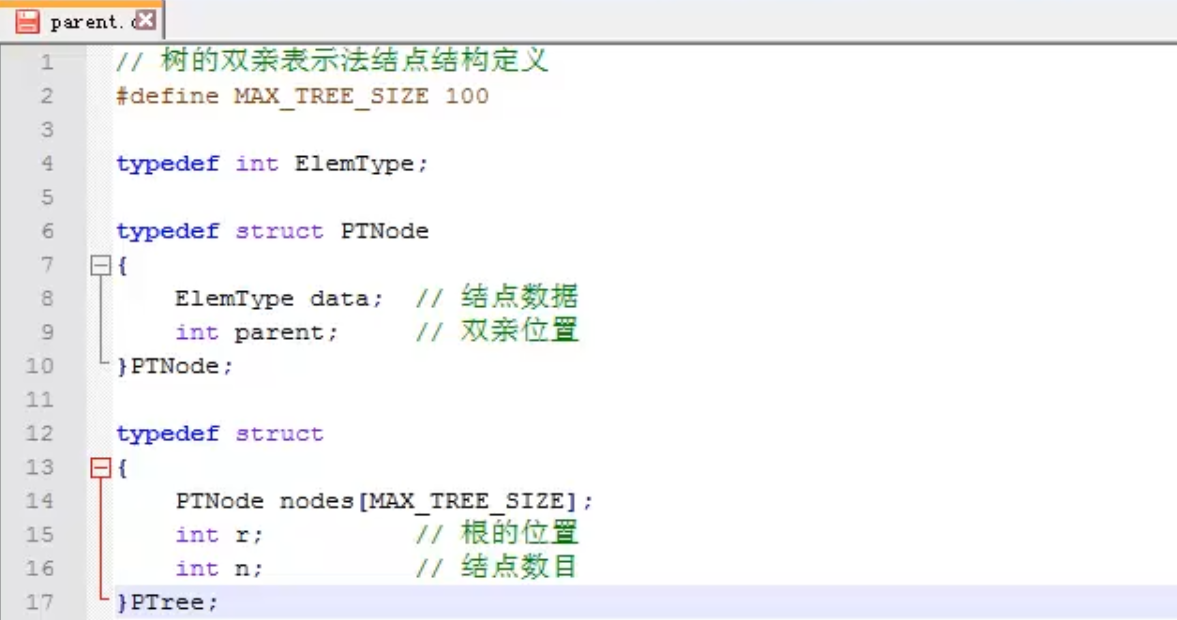 parent.
1 // 树的双亲表示法结点结构定义
2 #define MAX_TREE_SIZE 100
3
4 typedef int ElemType;
5
6 typedef struct PTNode
7 {
8 ElemType data; // 结点数据
9 int parent; // 双亲位置
10 }PTNode;
11
12 typedef struct
13 {
14 PTNode nodes[MAX_TREE_SIZE];
15 int r; // 根的位置
16 int n; // 结点数目
17 }PTree;